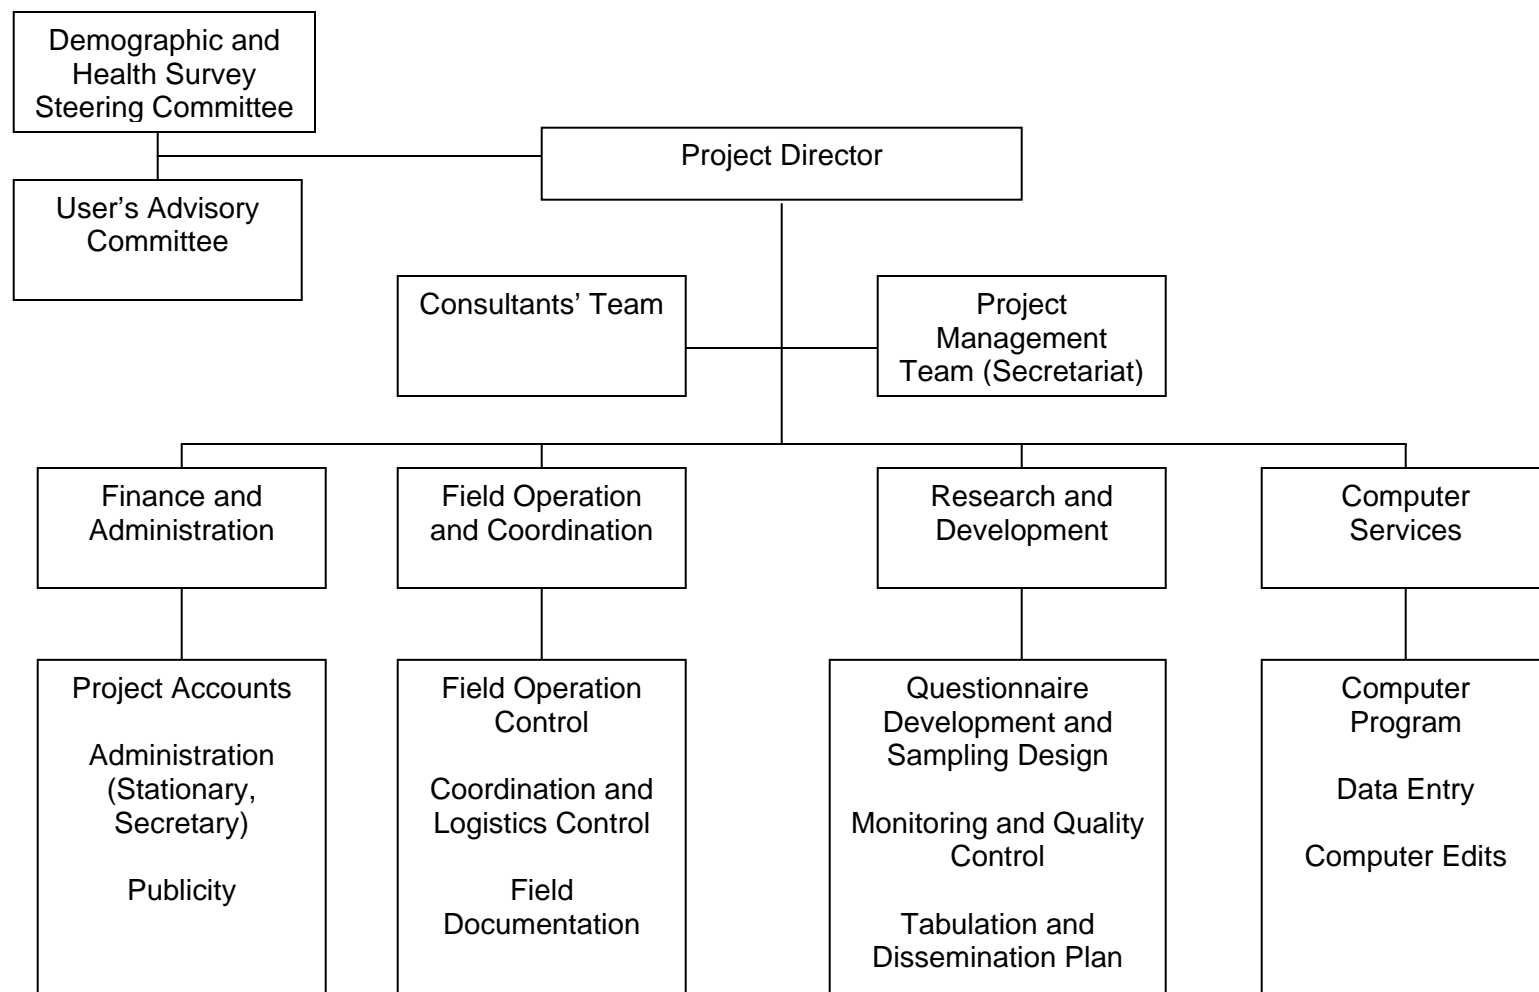 Demographic and
Health Survey
Steering Committee
Project Director
User’s Advisory
Committee
Consultants’ Team
Project
Management
Team (Secretariat)
Finance and
Administration
Field Operation
and Coordination
Research and
Development
Computer
Services
Project Accounts
Administration
(Stationary,
Secretary)
Publicity
Field Operation
Control
Coordination and
Logistics Control
Field
Documentation
Questionnaire
Development and
Sampling Design
Monitoring and Quality
Control
Tabulation and
Dissemination Plan
Computer
Program
Data Entry
Computer Edits